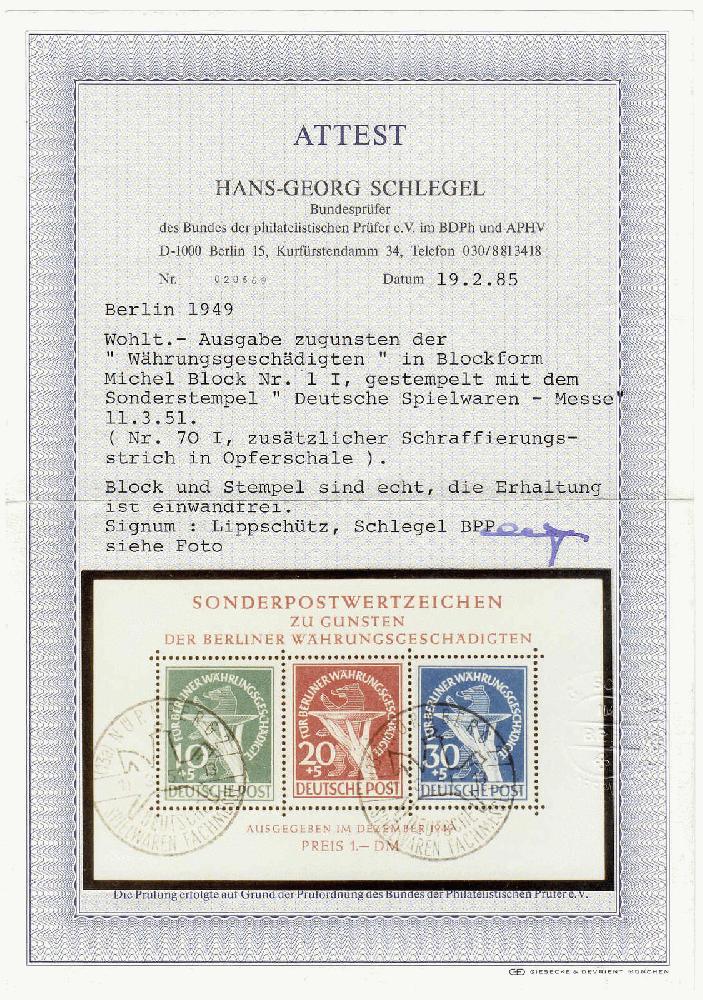 ATTEST
HANS-GEORG SCHLEGEL
Bundesprüfer
des Bundes der philatelistischen Prüfer e.V. im BDPh und APHV
D-1000 Berlin 15, Kurfürstendamm 34, Telefon 030/8813418
Nr. 020669 Datum 19.2.85
Berlin 1949
Wohlt.- Ausgabe zugunsten der
" Währungsgeschädigten " in Blockform
Michel Block Nr. 1 I, gestempelt mit dem
Sonderstempel " Deutsche Spielwaren - Messe"
11.3.51.
( Nr. 70 I, zusätzlicher Schraffierungs-
strich in Opferschale ).
Block und Stempel sind echt, die Erhaltung
ist einwandfrei.
Signum : Lippschütz, Schlegel BPP
siehe Foto
SONDERPOSTWERTZEICHEN
ZU GUNSTEN
DER BERLINER WÄHRUNGSGESCHÄDIGTEN
FÜR BERLINER WÄHRUNGSGESCHÄDIGTE
10+5
DEUTSCHE POST
FÜR BERLINER WÄHRUNGSGESCHÄDIGTE
20+5
DEUTSCHE POST
FÜR BERLINER WÄHRUNGSGESCHÄDIGTE
30+5
DEUTSCHE POST
NÜRNBERG
DEUTSCHE
SPIELWAREN FACHMESSE
AUSGEGEBEN IM DEZEMBER 1949
PREIS 1.— DM
Die Prüfung erfolgte auf Grund der Prüfordnung des Bundes der Philatelistischen Prüfer e.V.
GIESECKE & DEVRIENT MÜNCHEN